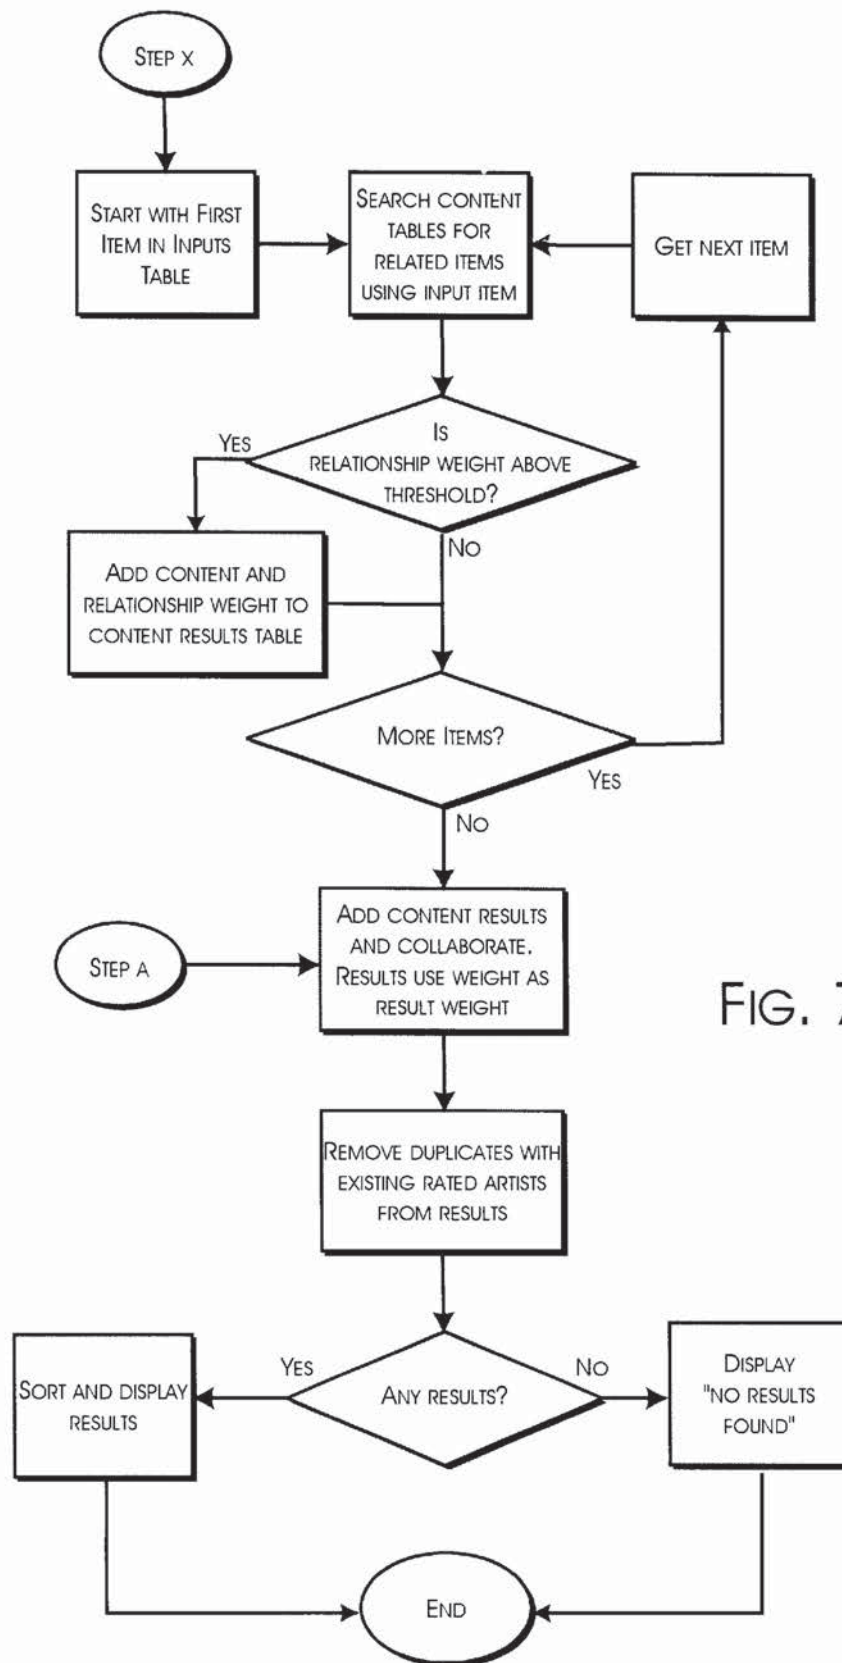 STEP X
START WITH FIRST
ITEM IN INPUTS
TABLE
SEARCH CONTENT
TABLES FOR
RELATED ITEMS
USING INPUT ITEM
GET NEXT ITEM
IS
RELATIONSHIP WEIGHT ABOVE
THRESHOLD?
YES
NO
ADD CONTENT AND
RELATIONSHIP WEIGHT TO
CONTENT RESULTS TABLE
MORE ITEMS?
YES
NO
STEP A
ADD CONTENT RESULTS
AND COLLABORATE.
RESULTS USE WEIGHT AS
RESULT WEIGHT
FIG. 7
REMOVE DUPLICATES WITH
EXISTING RATED ARTISTS
FROM RESULTS
ANY RESULTS?
YES
NO
SORT AND DISPLAY
RESULTS
DISPLAY
"NO RESULTS
FOUND"
END